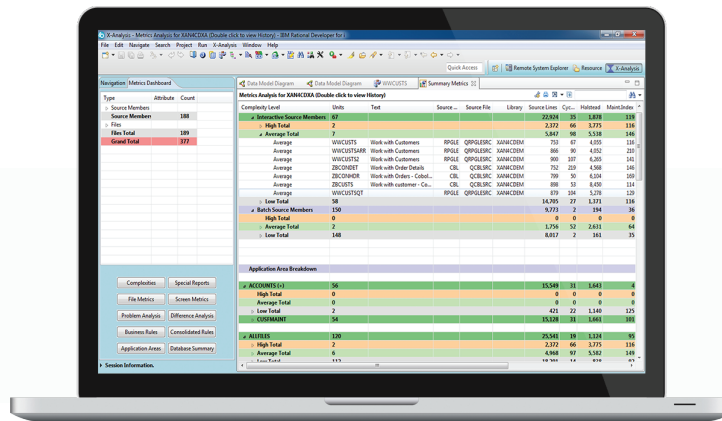 X-Analysis - Metrics Analysis for XAN4CDXA (Double click to view History) - IBM Rational Developer for i
File Edit Navigate Search Project Run X-Analysis Window Help
Quick Access Remote System Explorer Resource X-Analysis
Navigation Metrics Dashboard
Type Attribute Count
Source Members
Source Members 188
Files
Files Total 189
Grand Total 377
Complexities Special Reports
File Metrics Screen Metrics
Problem Analysis Difference Analysis
Business Rules Consolidated Rules
Application Areas Database Summary
Session Information.
Data Model Diagram Data Model Diagram WWCUSTS Summary Metrics
Metrics Analysis for XAN4CDXA (Double click to view History)
Complexity Level Units Text Source ... Source File Library Source Lines Cyc... Halstead Maint.Index
Interactive Source Members 67 22,924 35 1,878 119
High Total 2 2,372 66 3,775 116
Average Total 7 5,847 98 5,538 146
Average WWCUSTS Work with Customers RPGLE QRPGLESRC XAN4CDEM 753 67 4,055 118
Average WWCUSTSARR Work with Customers RPGLE QRPGLESRC XAN4CDEM 866 90 4,052 210
Average WWCUSTS2 Work with Customers RPGLE QRPGLESRC XAN4CDEM 900 107 6,265 141
Average ZBCONDET Work with Order Details CBL QCBLSRC XAN4CDEM 752 219 4,568 146
Average ZBCONHDR Work with Orders - Cobol... CBL QCBLSRC XAN4CDEM 799 50 6,104 169
Average ZBCUSTS Work with customer - Co... CBL QCBLSRC XAN4CDEM 898 53 8,450 114
Average WWCUSTSQT RPGLE QRPGLESRC XAN4CDEM 879 104 5,278 129
Low Total 58 14,705 27 1,371 116
Batch Source Members 150 9,773 2 194 36
High Total 0 0 0 0 0
Average Total 2 1,756 52 2,631 64
Low Total 148 8,017 2 161 35
Application Area Breakdown
ACCOUNTS (+) 56 15,549 31 1,643 4
High Total 0 0 0 0 0
Average Total 0 0 0 0 0
Low Total 2 421 22 1,140 125
CUSFMAINT 54 15,128 31 1,661 101
ALLFILES 120 25,541 19 1,124 95
High Total 2 2,372 66 3,775 116
Average Total 6 4,968 97 5,582 149
Low Total 112